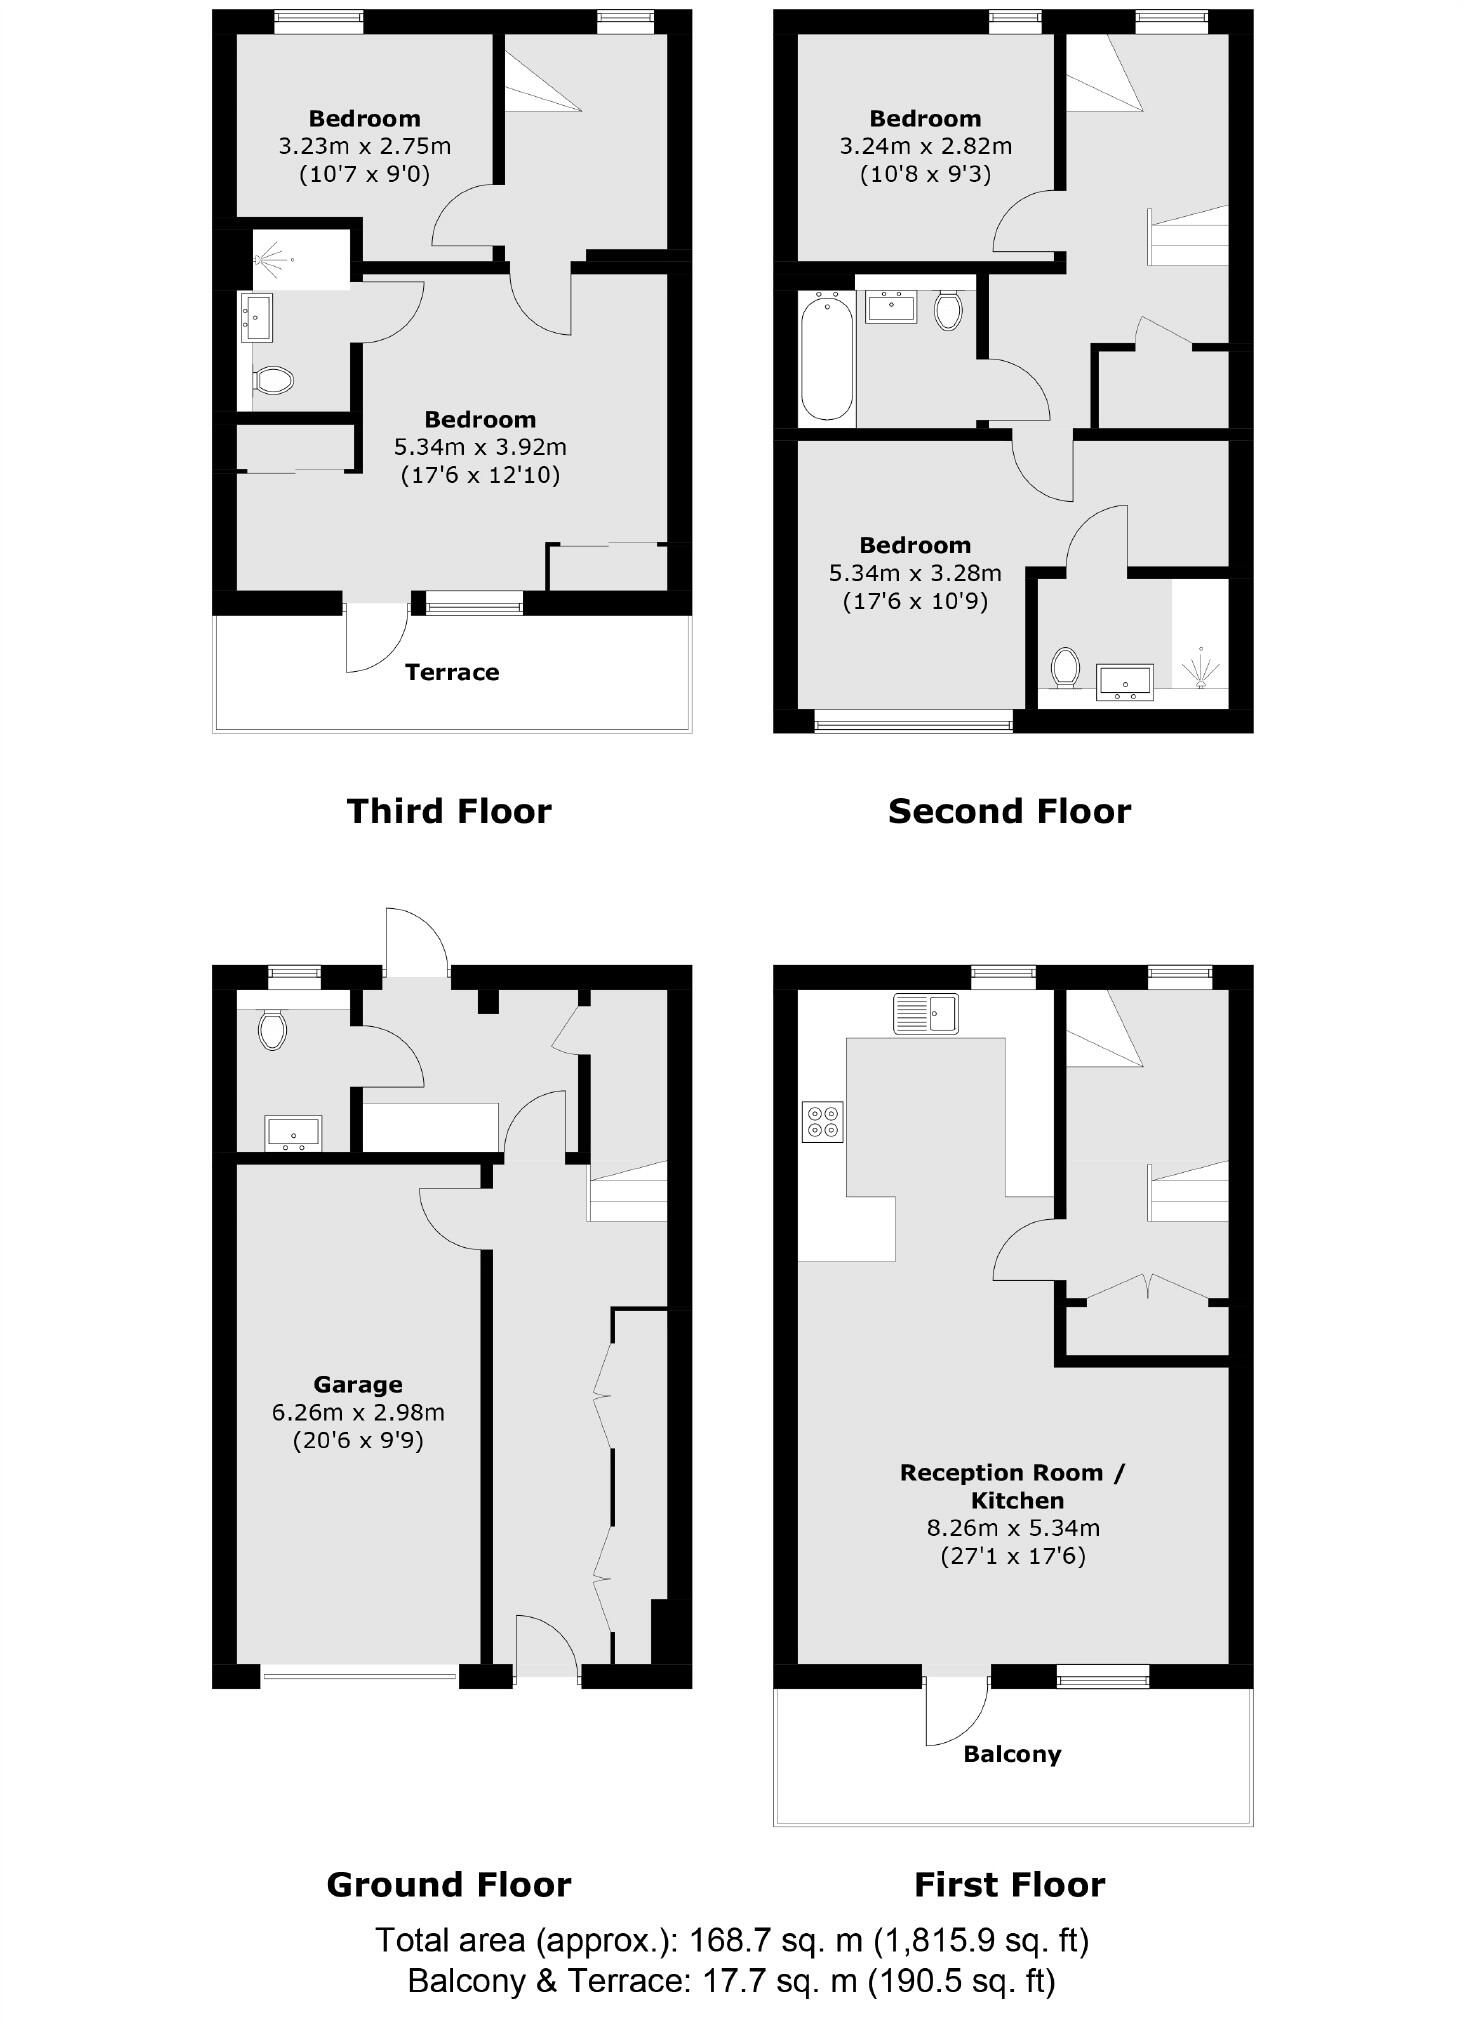 Bedroom
3.23m x 2.75m
(10'7 x 9'0)
Bedroom
5.34m x 3.92m
(17'6 x 12'10)
Terrace
Third Floor
Bedroom
3.24m x 2.82m
(10'8 x 9'3)
Bedroom
5.34m x 3.28m
(17'6 x 10'9)
Second Floor
Garage
6.26m x 2.98m
(20'6 x 9'9)
Ground Floor
Reception Room /
Kitchen
8.26m x 5.34m
(27'1 x 17'6)
Balcony
First Floor
Total area (approx.): 168.7 sq. m (1,815.9 sq. ft)
Balcony & Terrace: 17.7 sq. m (190.5 sq. ft)